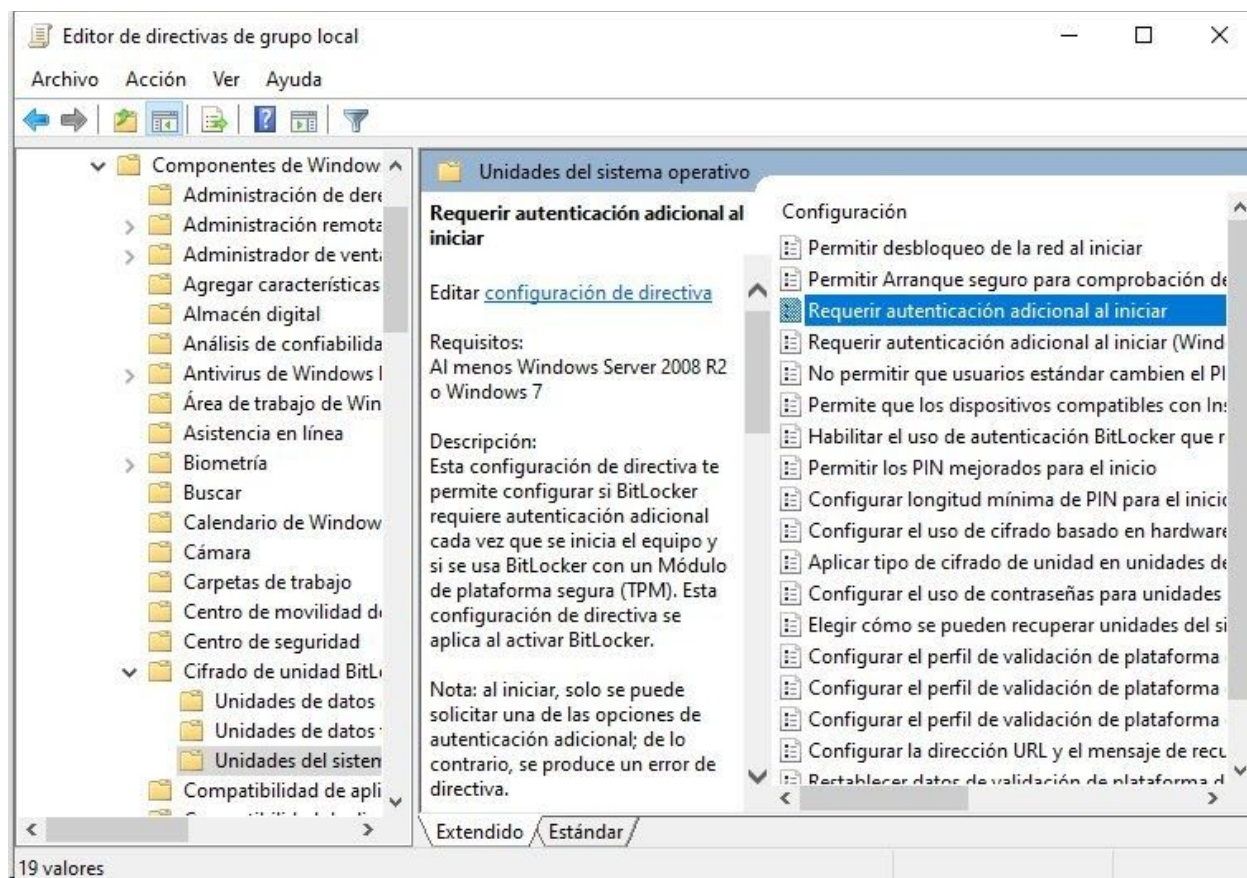 Editor de directivas de grupo local
Archivo Acción Ver Ayuda
Componentes de Window
Administración de dere
Administración remota
Administrador de venta
Agregar características
Almacén digital
Análisis de confiabilida
Antivirus de Windows
Área de trabajo de Win
Asistencia en línea
Biometría
Buscar
Calendario de Window
Cámara
Carpetas de trabajo
Centro de movilidad de
Centro de seguridad
Cifrado de unidad BitL
Unidades de datos
Unidades de datos
Unidades del sisten
Compatibilidad de apli
Unidades del sistema operativo
Requerir autenticación adicional al
iniciar
Editar configuración de directiva
Requisitos:
Al menos Windows Server 2008 R2
o Windows 7
Descripción:
Esta configuración de directiva te
permite configurar si BitLocker
requiere autenticación adicional
cada vez que se inicia el equipo y
si se usa BitLocker con un Módulo
de plataforma segura (TPM). Esta
configuración de directiva se
aplica al activar BitLocker.
Nota: al iniciar, solo se puede
solicitar una de las opciones de
autenticación adicional; de lo
contrario, se produce un error de
directiva.
Configuración
Permitir desbloqueo de la red al iniciar
Permitir Arranque seguro para comprobación de
Requerir autenticación adicional al iniciar
Requerir autenticación adicional al iniciar (Wind
No permitir que usuarios estándar cambien el PI
Permite que los dispositivos compatibles con Ins
Habilitar el uso de autenticación BitLocker que r
Permitir los PIN mejorados para el inicio
Configurar longitud mínima de PIN para el inicio
Configurar el uso de cifrado basado en hardware
Aplicar tipo de cifrado de unidad en unidades de
Configurar el uso de contraseñas para unidades
Elegir cómo se pueden recuperar unidades del si
Configurar el perfil de validación de plataforma
Configurar el perfil de validación de plataforma
Configurar el perfil de validación de plataforma
Configurar la dirección URL y el mensaje de recu
Restablecer datos de validación de plataforma d
Extendido Estándar
19 valores